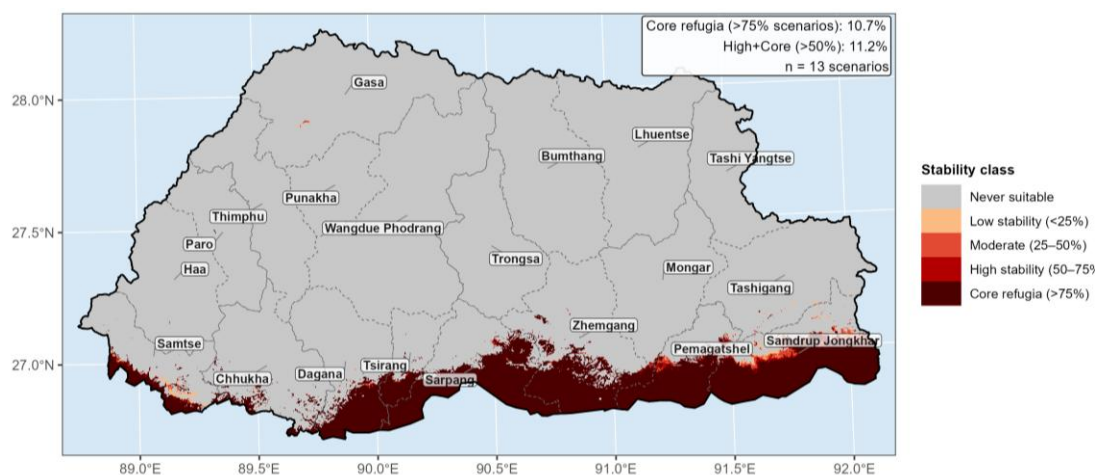 Core refugia (>75% scenarios): 10.7%
High+Core (>50%): 11.2%
n = 13 scenarios
28.0°N
27.5°N
27.0°N
Gasa
Lhuentse
Bumthang
Tashi Yangtse
Punakha
Thimphu
Wangdue Phodrang
Paro
Trongsa
Haa
Mongar
Tashigang
Zhemgang
Samtse
Pemagatshel
Samdrup Jongkhar
Tsirang
Chhukha
Dagana
Sarpang
89.0°E
89.5°E
90.0°E
90.5°E
91.0°E
91.5°E
92.0°E
Stability class
Never suitable
Low stability (<25%)
Moderate (25–50%)
High stability (50–75%
Core refugia (>75%)